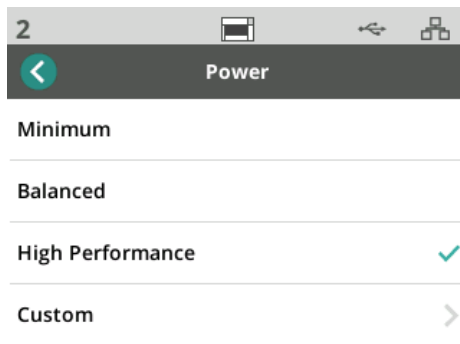 2
Power
Minimum
Balanced
High Performance
Custom